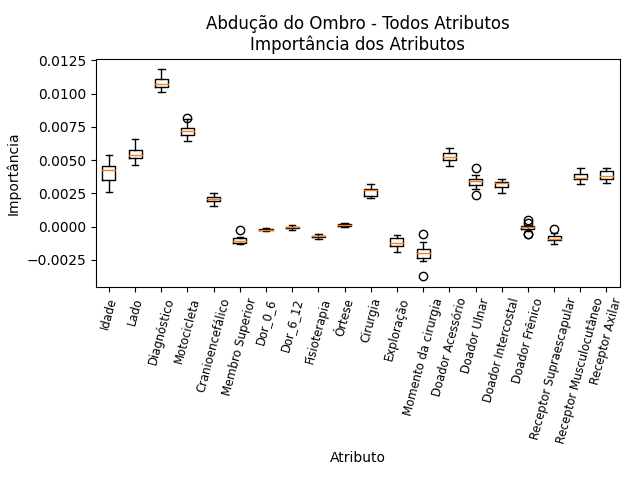 Abdução do Ombro - Todos Atributos
Importância dos Atributos
Importância
0.0125
0.0100
0.0075
0.0050
0.0025
0.0000
−0.0025
Idade
Lado
Diagnóstico
Motocicleta
Cranioencefálico
Membro Superior
Dor_0_6
Dor_6_12
Fisioterapia
Órtese
Cirurgia
Exploração
Momento da cirurgia
Doador Acessório
Doador Ulnar
Doador Intercostal
Doador Frênico
Receptor Supraescapular
Receptor Musculocutâneo
Receptor Axilar
Atributo